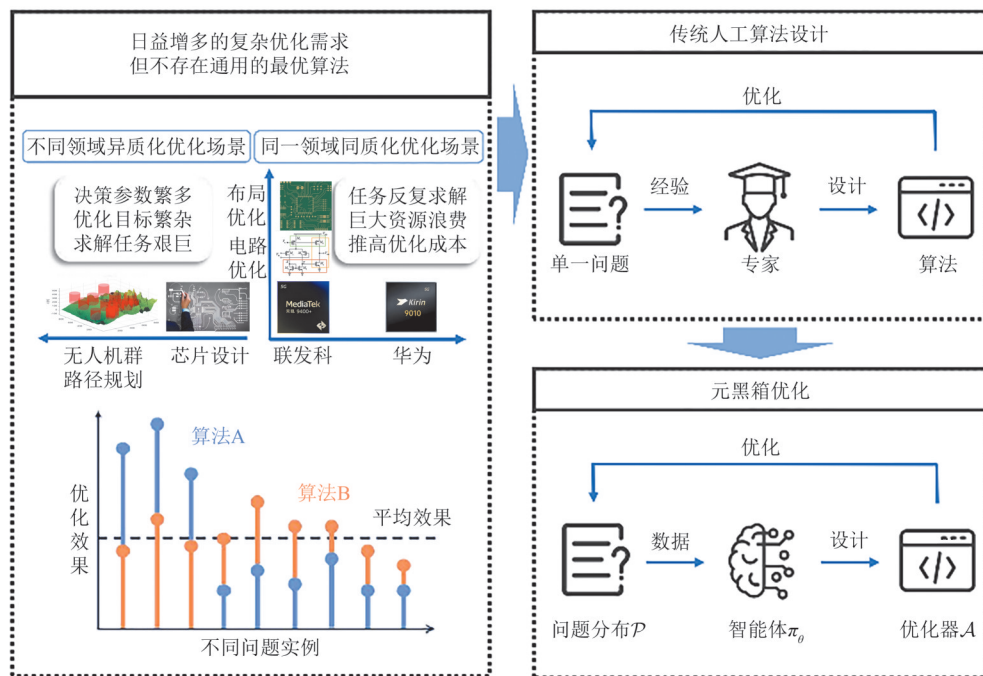 日益增多的复杂优化需求
但不存在通用的最优算法
不同领域异质化优化场景
同一领域同质化优化场景
决策参数繁多
优化目标繁杂
求解任务艰巨
布局
优化
电路
优化
任务反复求解
巨大资源浪费
推高优化成本
MediaTek
天玑 9400+
Kirin
9010
无人机群
路径规划
芯片设计
联发科
华为
算法A
算法B
平均效果
优化效果
不同问题实例
传统人工算法设计
优化
经验
设计
单一问题
专家
算法
元黑箱优化
优化
数据
设计
问题分布𝒫
智能体π_θ
优化器𝒜